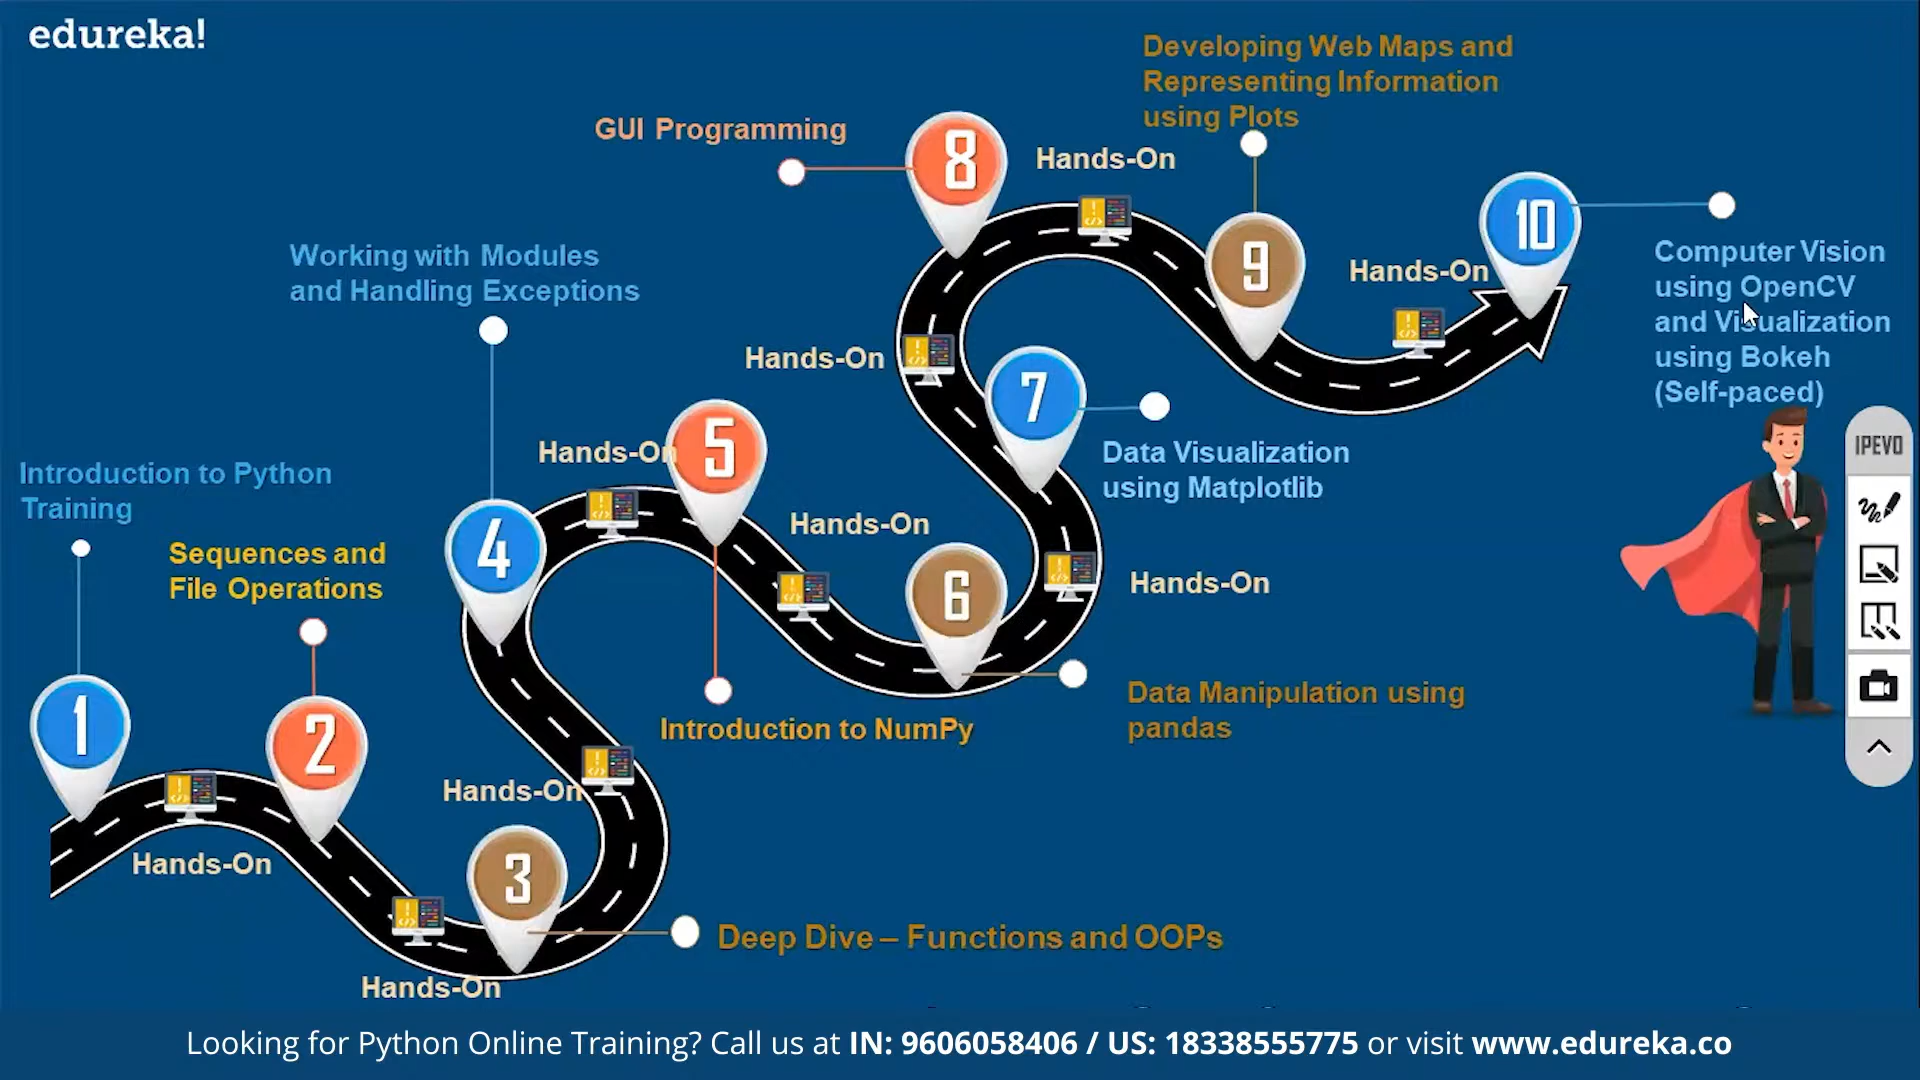 edureka!
Developing Web Maps and
Representing Information
using Plots
GUI Programming
8
Hands-On
10
Working with Modules
and Handling Exceptions
9
Hands-On
Computer Vision
using OpenCV
and Visualization
using Bokeh
(Self-paced)
Hands-On
7
Data Visualization
using Matplotlib
IPEVO
Hands-On
5
Introduction to Python
Training
Hands-On
Sequences and
File Operations
4
6
Hands-On
Introduction to NumPy
Data Manipulation using
pandas
1
2
Hands-On
Hands-On
3
Deep Dive – Functions and OOPs
Hands-On
Looking for Python Online Training? Call us at IN: 9606058406 / US: 18338555775 or visit www.edureka.co